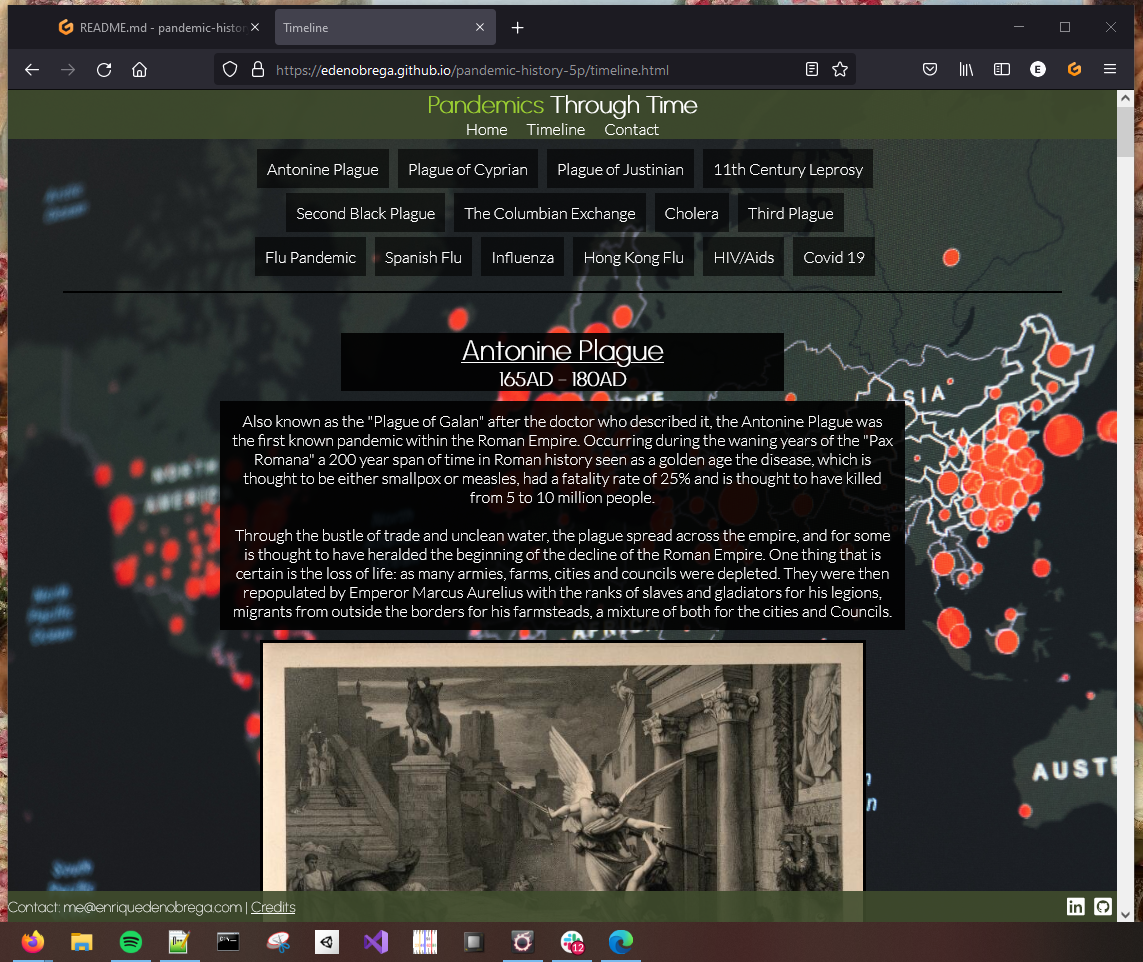 README.md - pandemic-histor
Timeline
https://edenobrega.github.io/pandemic-history-5p/timeline.html
E
Pandemics Through Time
Home Timeline Contact
Antonine Plague Plague of Cyprian Plague of Justinian 11th Century Leprosy
Second Black Plague The Columbian Exchange Cholera Third Plague
Flu Pandemic Spanish Flu Influenza Hong Kong Flu HIV/Aids Covid 19
Arctic
Ocean
Antonine Plague
165AD - 180AD
ASIA
Also known as the "Plague of Galan" after the doctor who described it, the Antonine Plague was
the first known pandemic within the Roman Empire. Occurring during the waning years of the "Pax
Romana" a 200 year span of time in Roman history seen as a golden age the disease, which is
thought to be either smallpox or measles, had a fatality rate of 25% and is thought to have killed
from 5 to 10 million people.
NORTH
AMERICA
Through the bustle of trade and unclean water, the plague spread across the empire, and for some
is thought to have heralded the beginning of the decline of the Roman Empire. One thing that is
certain is the loss of life: as many armies, farms, cities and councils were depleted. They were then
repopulated by Emperor Marcus Aurelius with the ranks of slaves and gladiators for his legions,
migrants from outside the borders for his farmsteads, a mixture of both for the cities and Councils.
North
Pacific
Ocean
AFRICA
AUST
South
Contact: me@enriquedenobrega.com | Credits
in
12